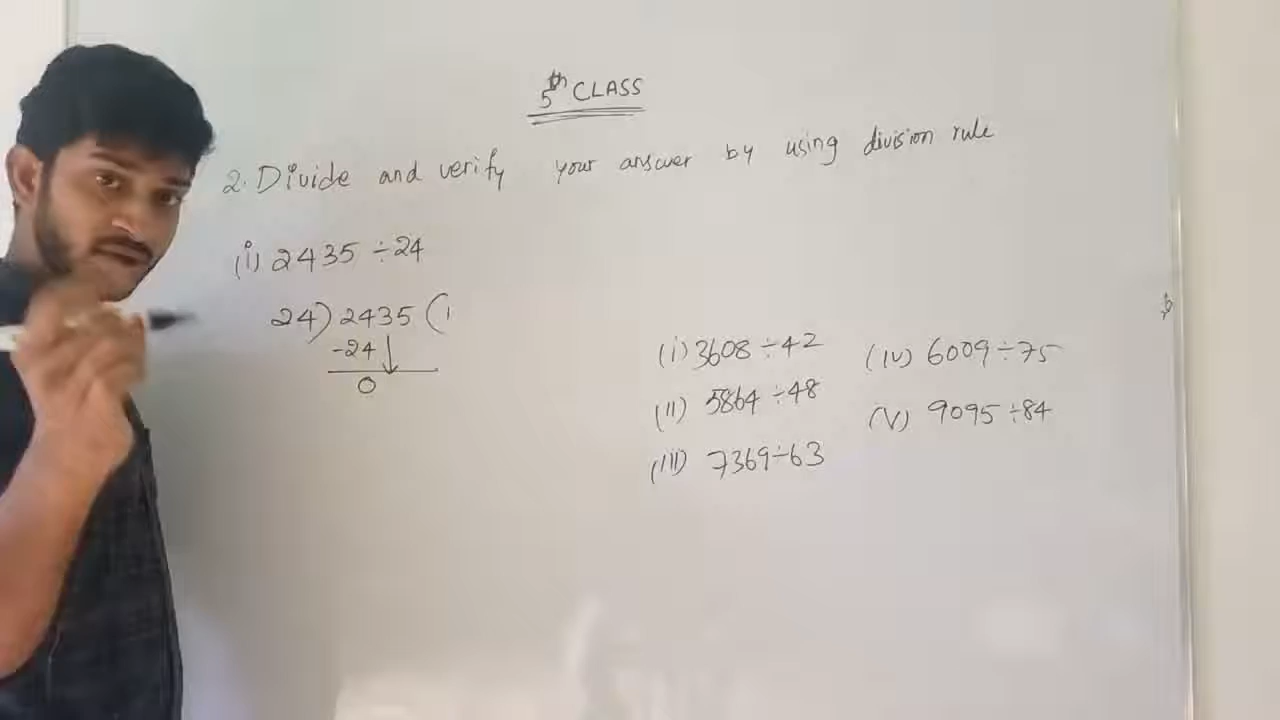 5th CLASS
2. Divide and verify your answer by using division rule
(i) 2435 ÷ 24
24) 2435 (1
-24
0
(i) 3608 ÷ 42
(ii) 5864 ÷ 48
(iii) 7369 ÷ 63
(iv) 6009 ÷ 75
(v) 9095 ÷ 84